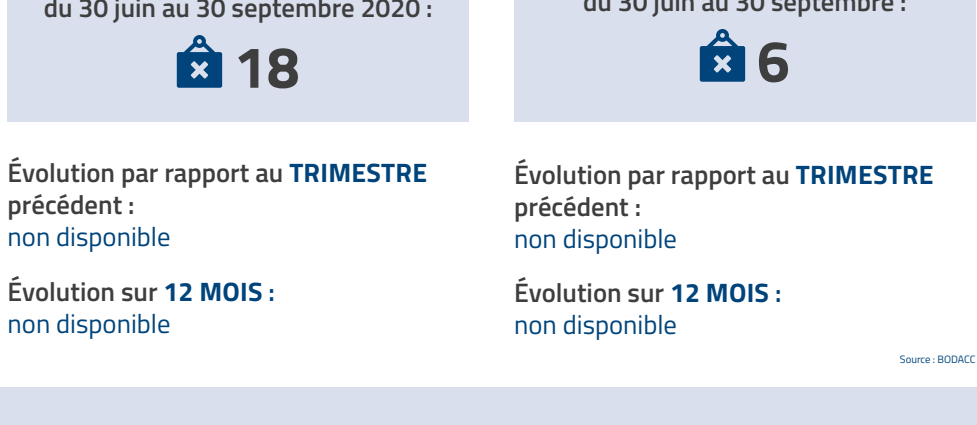 du 30 juin au 30 septembre 2020 :
18
Évolution par rapport au TRIMESTRE
précédent :
non disponible
Évolution sur 12 MOIS :
non disponible
du 30 juin au 30 septembre :
6
Évolution par rapport au TRIMESTRE
précédent :
non disponible
Évolution sur 12 MOIS :
non disponible
Source : BODACC